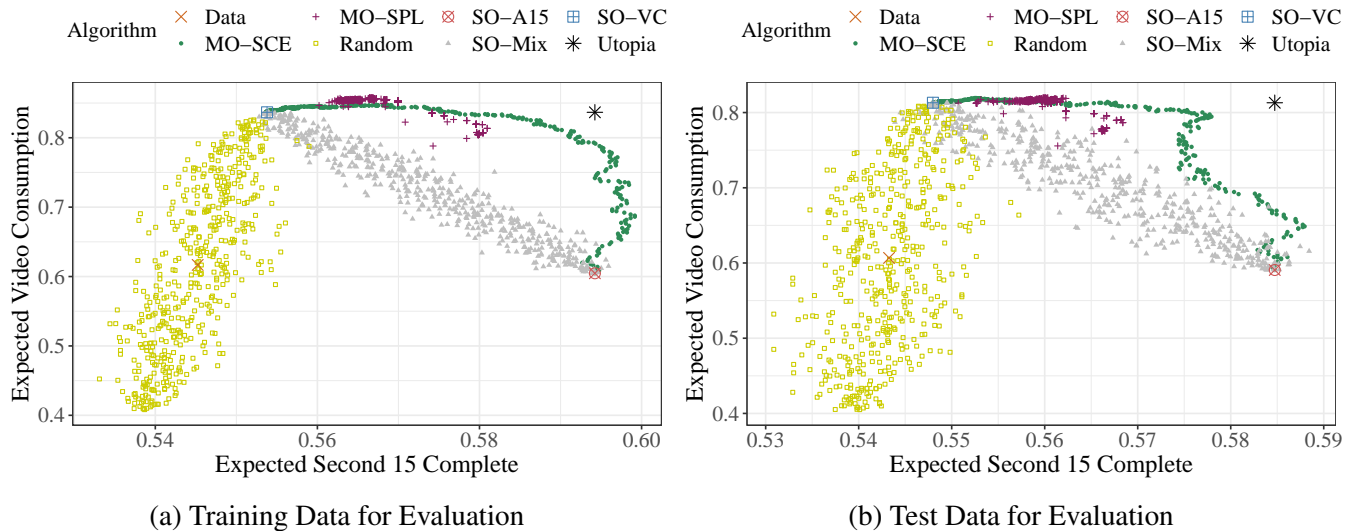 Algorithm
Data
MO−SPL
SO−A15
SO−VC
MO−SCE
Random
SO−Mix
Utopia
Expected Video Consumption
0.8
0.7
0.6
0.5
0.4
0.54
0.56
0.58
0.60
Expected Second 15 Complete
(a) Training Data for Evaluation
Algorithm
Data
MO−SPL
SO−A15
SO−VC
MO−SCE
Random
SO−Mix
Utopia
Expected Video Consumption
0.8
0.7
0.6
0.5
0.4
0.53
0.54
0.55
0.56
0.57
0.58
0.59
Expected Second 15 Complete
(b) Test Data for Evaluation